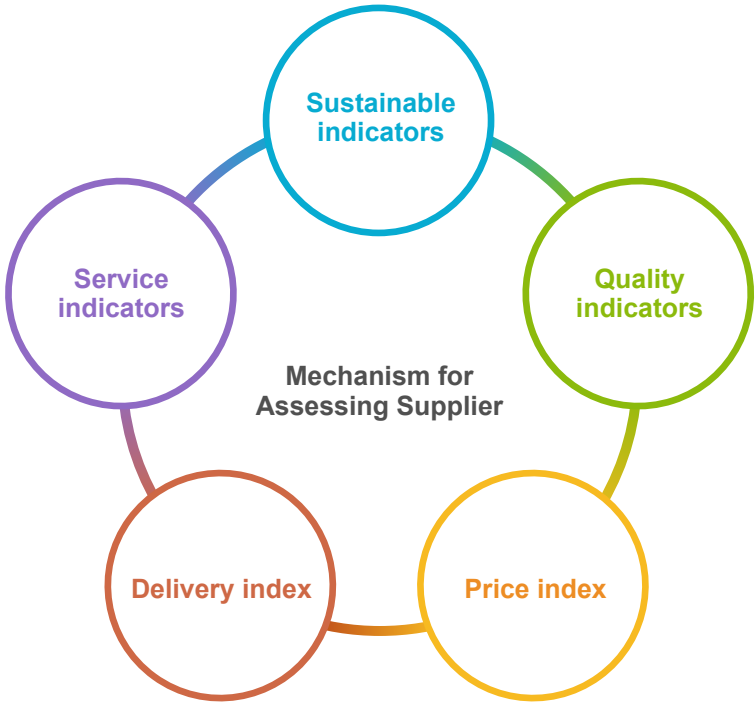 Sustainable
indicators
Service
indicators
Quality
indicators
Mechanism for
Assessing Supplier
Delivery index
Price index